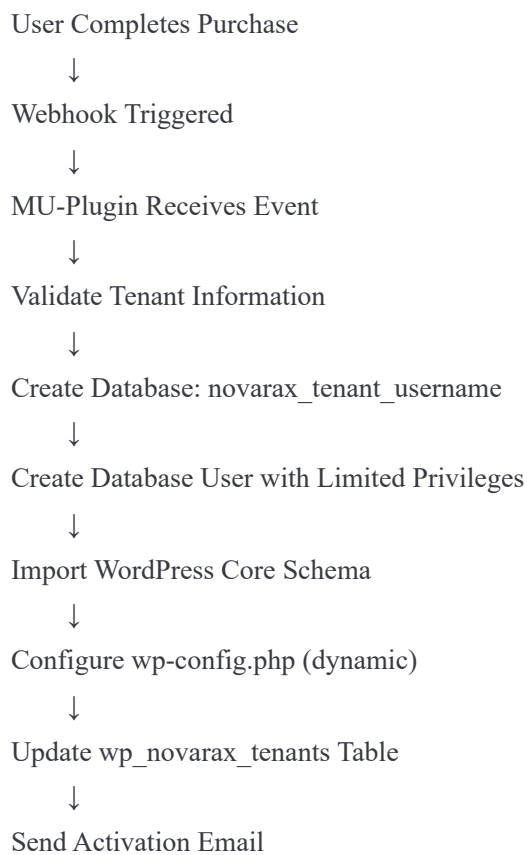 User Completes Purchase
↓
Webhook Triggered
↓
MU-Plugin Receives Event
↓
Validate Tenant Information
↓
Create Database: novarax_tenant_username
↓
Create Database User with Limited Privileges
↓
Import WordPress Core Schema
↓
Configure wp-config.php (dynamic)
↓
Update wp_novarax_tenants Table
↓
Send Activation Email